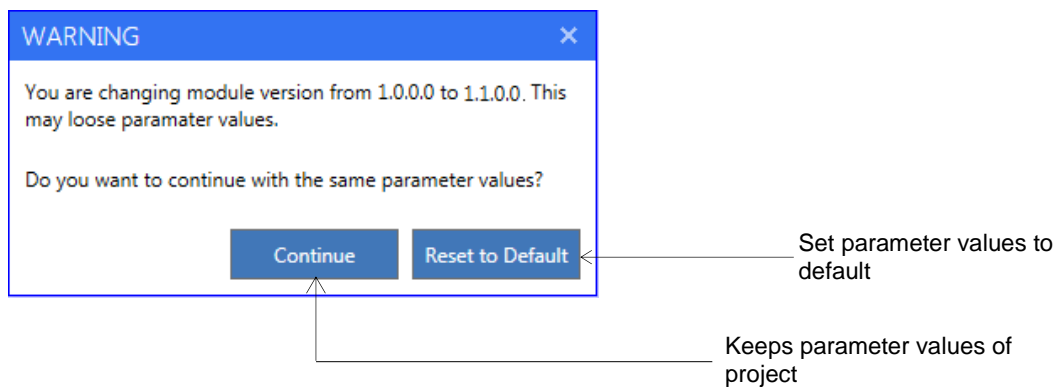 WARNING
You are changing module version from 1.0.0.0 to 1.1.0.0. This
may loose paramater values.
Do you want to continue with the same parameter values?
Continue
Reset to Default
Set parameter values to
default
Keeps parameter values of
project